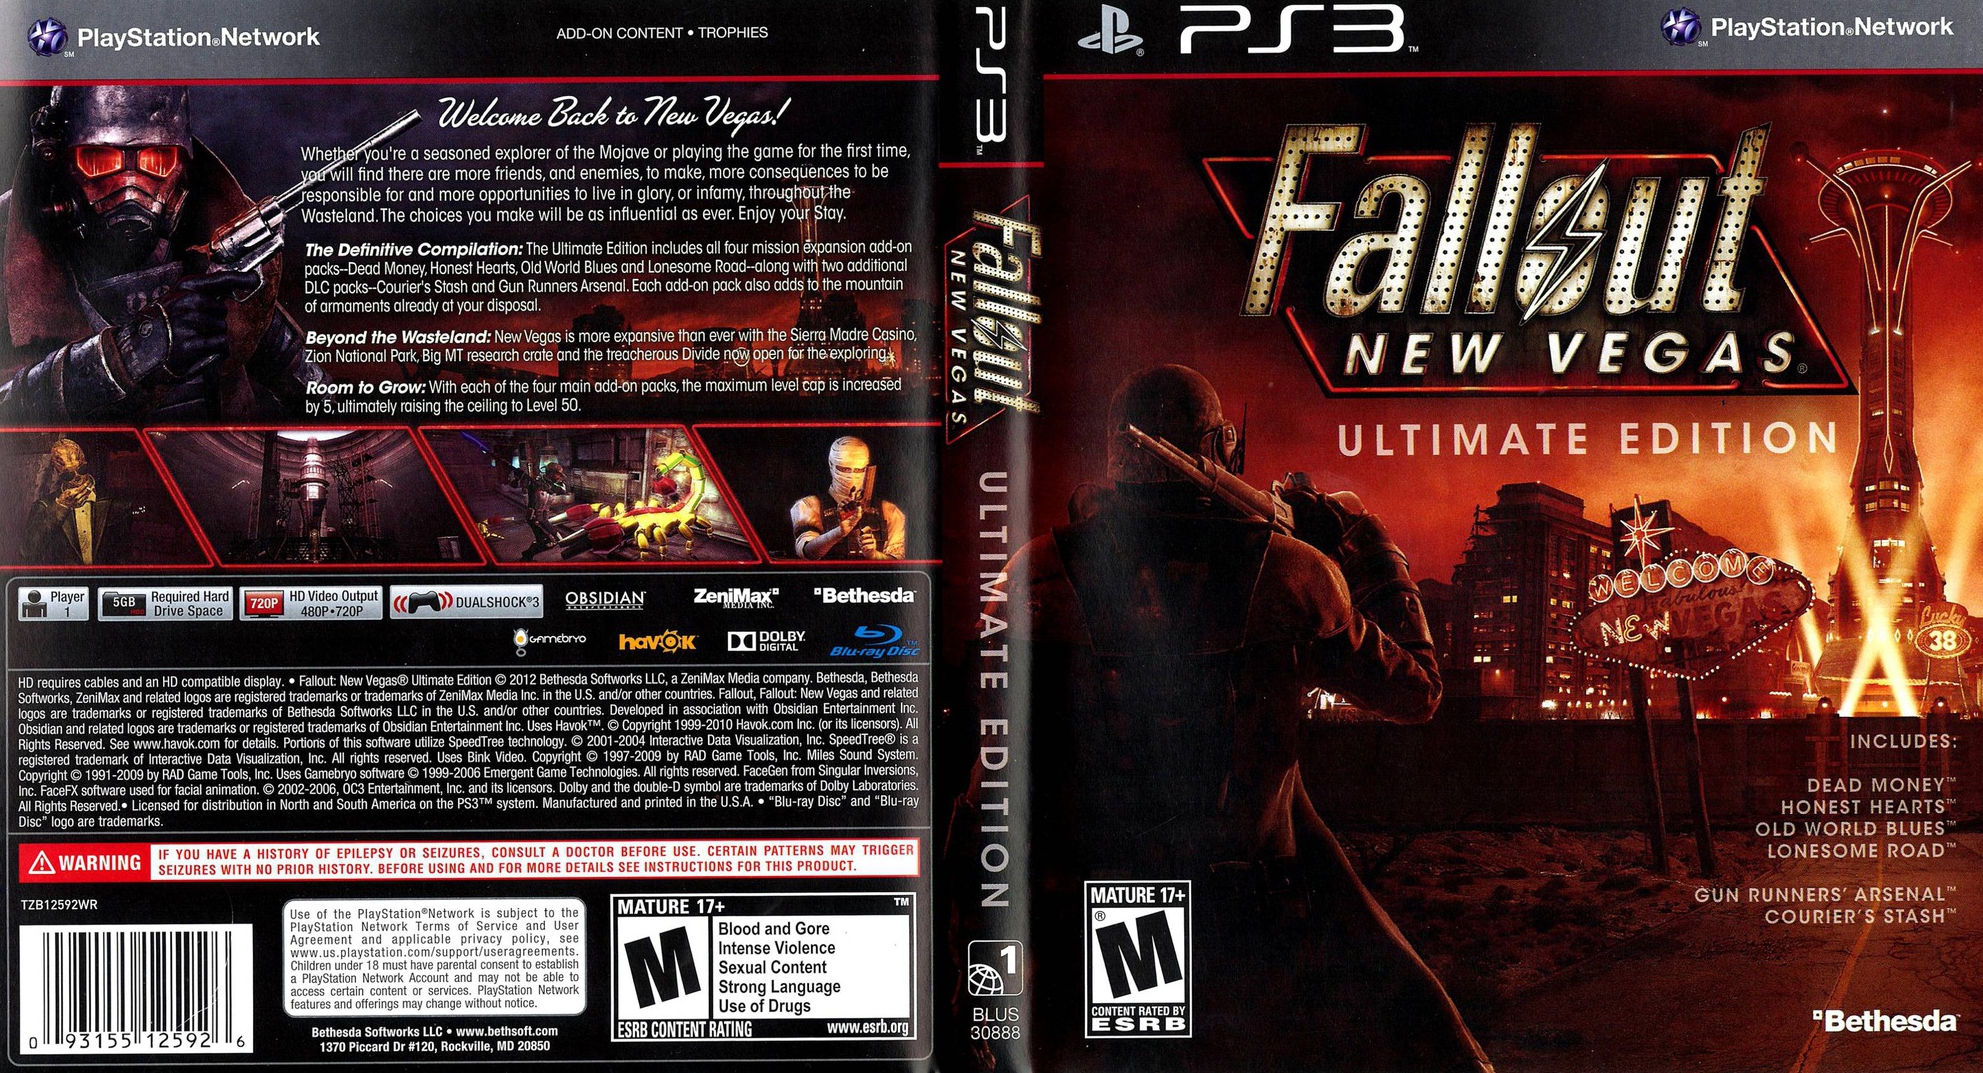 PlayStation®Network
SM
ADD-ON CONTENT • TROPHIES
Welcome Back to New Vegas!
Whether you're a seasoned explorer of the Mojave or playing the game for the first time,
you will find there are more friends, and enemies, to make, more consequences to be
responsible for and more opportunities to live in glory, or infamy, throughout the
Wasteland. The choices you make will be as influential as ever. Enjoy your Stay.
The Definitive Compilation: The Ultimate Edition includes all four mission expansion add-on
packs--Dead Money, Honest Hearts, Old World Blues and Lonesome Road--along with two additional
DLC packs--Courier's Stash and Gun Runners Arsenal. Each add-on pack also adds to the mountain
of armaments already at your disposal.
Beyond the Wasteland: New Vegas is more expansive than ever with the Sierra Madre Casino,
Zion National Park, Big MT research crate and the treacherous Divide now open for the exploring.
Room to Grow: With each of the four main add-on packs, the maximum level cap is increased
by 5, ultimately raising the ceiling to Level 50.
Player
1
5GB
HDD
Required Hard
Drive Space
720P
HD Video Output
480P•720P
DUALSHOCK®3
OBSIDIAN
ENTERTAINMENT
ZeniMax®
MEDIA INC.
Bethesda®
GAMEBRYO
havok
DOLBY
DIGITAL
Blu-ray Disc™
HD requires cables and an HD compatible display. • Fallout: New Vegas® Ultimate Edition © 2012 Bethesda Softworks LLC, a ZeniMax Media company. Bethesda, Bethesda
Softworks, ZeniMax and related logos are registered trademarks or trademarks of ZeniMax Media Inc. in the U.S. and/or other countries. Fallout, Fallout: New Vegas and related
logos are trademarks or registered trademarks of Bethesda Softworks LLC in the U.S. and/or other countries. Developed in association with Obsidian Entertainment Inc.
Obsidian and related logos are trademarks or registered trademarks of Obsidian Entertainment Inc. Uses Havok™. © Copyright 1999-2010 Havok.com Inc. (or its licensors). All
Rights Reserved. See www.havok.com for details. Portions of this software utilize SpeedTree technology. © 2001-2004 Interactive Data Visualization, Inc. SpeedTree® is a
registered trademark of Interactive Data Visualization, Inc. All rights reserved. Uses Bink Video. Copyright © 1997-2009 by RAD Game Tools, Inc. Miles Sound System.
Copyright © 1991-2009 by RAD Game Tools, Inc. Uses Gamebryo software © 1999-2006 Emergent Game Technologies. All rights reserved. FaceGen from Singular Inversions,
Inc. FaceFX software used for facial animation. © 2002-2006, OC3 Entertainment, Inc. and its licensors. Dolby and the double-D symbol are trademarks of Dolby Laboratories.
All Rights Reserved.• Licensed for distribution in North and South America on the PS3™ system. Manufactured and printed in the U.S.A. • "Blu-ray Disc" and "Blu-ray
Disc" logo are trademarks.
WARNING
IF YOU HAVE A HISTORY OF EPILEPSY OR SEIZURES, CONSULT A DOCTOR BEFORE USE. CERTAIN PATTERNS MAY TRIGGER
SEIZURES WITH NO PRIOR HISTORY. BEFORE USING AND FOR MORE DETAILS SEE INSTRUCTIONS FOR THIS PRODUCT.
TZB12592WR
0 93155 12592 6
Use of the PlayStation®Network is subject to the
PlayStation Network Terms of Service and User
Agreement and applicable privacy policy, see
www.us.playstation.com/support/useragreements.
Children under 18 must have parental consent to establish
a PlayStation Network Account and may not be able to
access certain content or services. PlayStation Network
features and offerings may change without notice.
Bethesda Softworks LLC • www.bethsoft.com
1370 Piccard Dr #120, Rockville, MD 20850
MATURE 17+
TM
M
Blood and Gore
Intense Violence
Sexual Content
Strong Language
Use of Drugs
ESRB CONTENT RATING
www.esrb.org
PS3™
Fallout
NEW VEGAS
ULTIMATE EDITION
1
BLUS
30888
PS3™
PlayStation®Network
SM
Fallout
NEW VEGAS®
ULTIMATE EDITION
WELCOME
Fabulous
NEW VEGAS
Lucky
38
INCLUDES:
DEAD MONEY™
HONEST HEARTS™
OLD WORLD BLUES™
LONESOME ROAD™
GUN RUNNERS' ARSENAL™
COURIER'S STASH™
MATURE 17+
®
M
CONTENT RATED BY
ESRB
Bethesda®